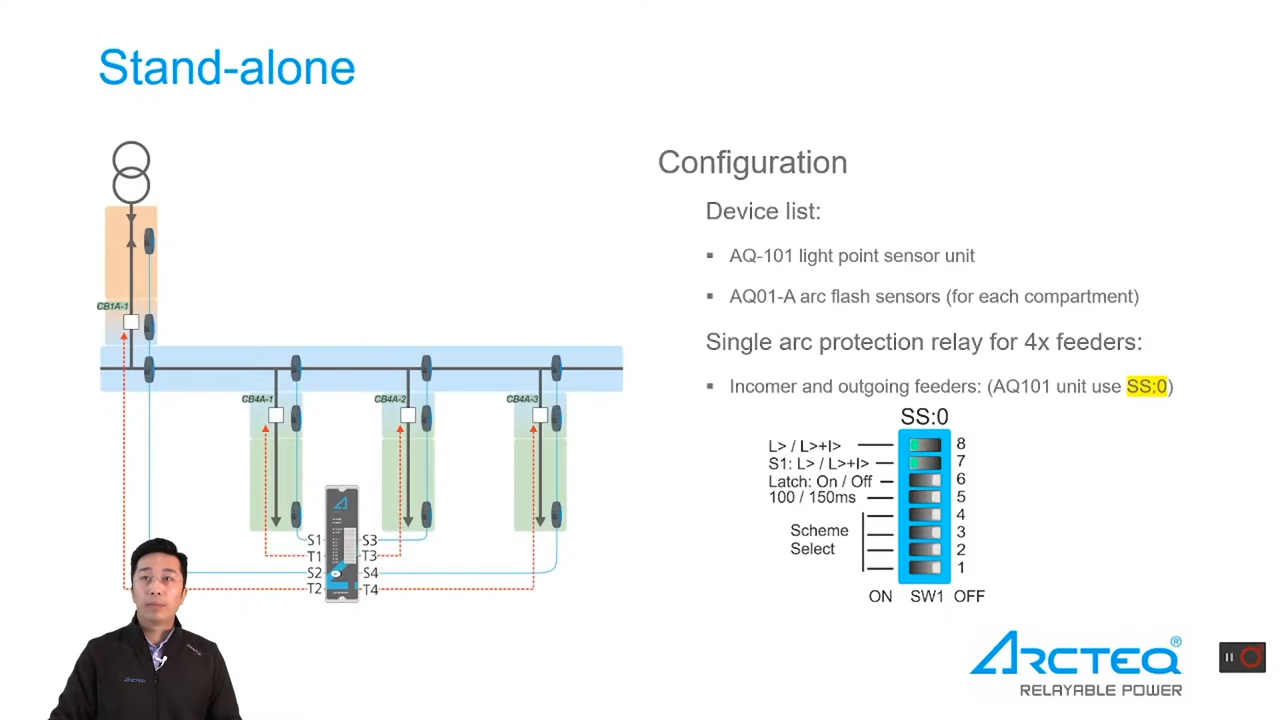 Stand-alone
Configuration
Device list:
▪ AQ-101 light point sensor unit
▪ AQ01-A arc flash sensors (for each compartment)
Single arc protection relay for 4x feeders:
▪ Incomer and outgoing feeders: (AQ101 unit use SS:0)
SS:0
L> / L>+I> 8
S1: L> / L>+I> 7
Latch: On / Off 6
100 / 150ms 5
4
Scheme 3
Select 2
1
ON SW1 OFF
CB1A-1
CB4A-1 CB4A-2 CB4A-3
S1 S3
T1 T3
S2 S4
T2 T4
ARCTEQ
ARCTEQ®
RELAYABLE POWER